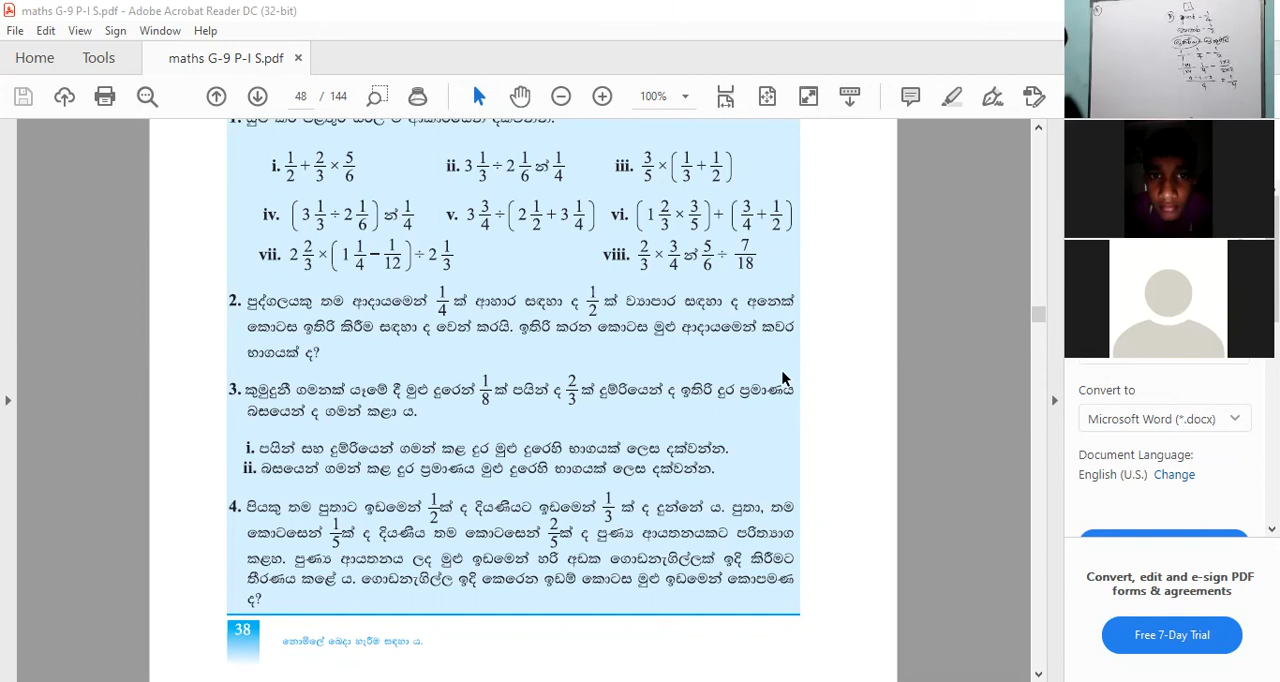 maths G-9 P-I S.pdf - Adobe Acrobat Reader DC (32-bit)
File Edit View Sign Window Help
Home Tools maths G-9 P-I S.pdf ×
48 / 144 100%
i. 1/2 + 2/3 × 5/6 ii. 3 1/3 ÷ 2 1/6 න් 1/4 iii. 3/5 × (1/3 + 1/2)
iv. (3 1/3 ÷ 2 1/6) න් 1/4 v. 3 3/4 ÷ (2 1/2 + 3 1/4) vi. (1 2/3 × 3/5) + (3/4 + 1/2)
vii. 2 2/3 × (1 1/4 − 1/12) ÷ 2 1/3 viii. 2/3 × 3/4 න් 5/6 ÷ 7/18
2. පුද්ගලයකු තම ආදායමෙන් 1/4 ක් ආහාර සඳහා ද 1/2 ක් ව්‍යාපාර සඳහා ද අනෙක්
කොටස ඉතිරි කිරීම සඳහා ද වෙන් කරයි. ඉතිරි කරන කොටස මුළු ආදායමෙන් කවර
භාගයක් ද?
3. කුමුදුනී ගමනක් යෑමේ දී මුළු දුරෙන් 1/8 ක් පයින් ද 2/3 ක් දුම්රියෙන් ද ඉතිරි දුර ප්‍රමාණය
බසයෙන් ද ගමන් කළා ය.
i. පයින් සහ දුම්රියෙන් ගමන් කළ දුර මුළු දුරෙහි භාගයක් ලෙස දක්වන්න.
ii. බසයෙන් ගමන් කළ දුර ප්‍රමාණය මුළු දුරෙහි භාගයක් ලෙස දක්වන්න.
4. පියකු තම පුතාට ඉඩමෙන් 1/2ක් ද දියණියට ඉඩමෙන් 1/3 ක් ද දුන්නේ ය. පුතා, තම
කොටසෙන් 1/5ක් ද දියණිය තම කොටසෙන් 2/5ක් ද පුණ්‍ය ආයතනයකට පරිත්‍යාග
කළහ. පුණ්‍ය ආයතනය ලද මුළු ඉඩමෙන් හරි අඩක ගොඩනැගිල්ලක් ඉදි කිරීමට
තීරණය කළේ ය. ගොඩනැගිල්ල ඉදි කෙරෙන ඉඩම් කොටස මුළු ඉඩමෙන් කොපමණ
ද?
38 නොමිලේ බෙදා හැරීම සඳහා ය.
Convert to
Microsoft Word (*.docx)
Document Language:
English (U.S.) Change
Convert, edit and e-sign PDF
forms & agreements
Free 7-Day Trial